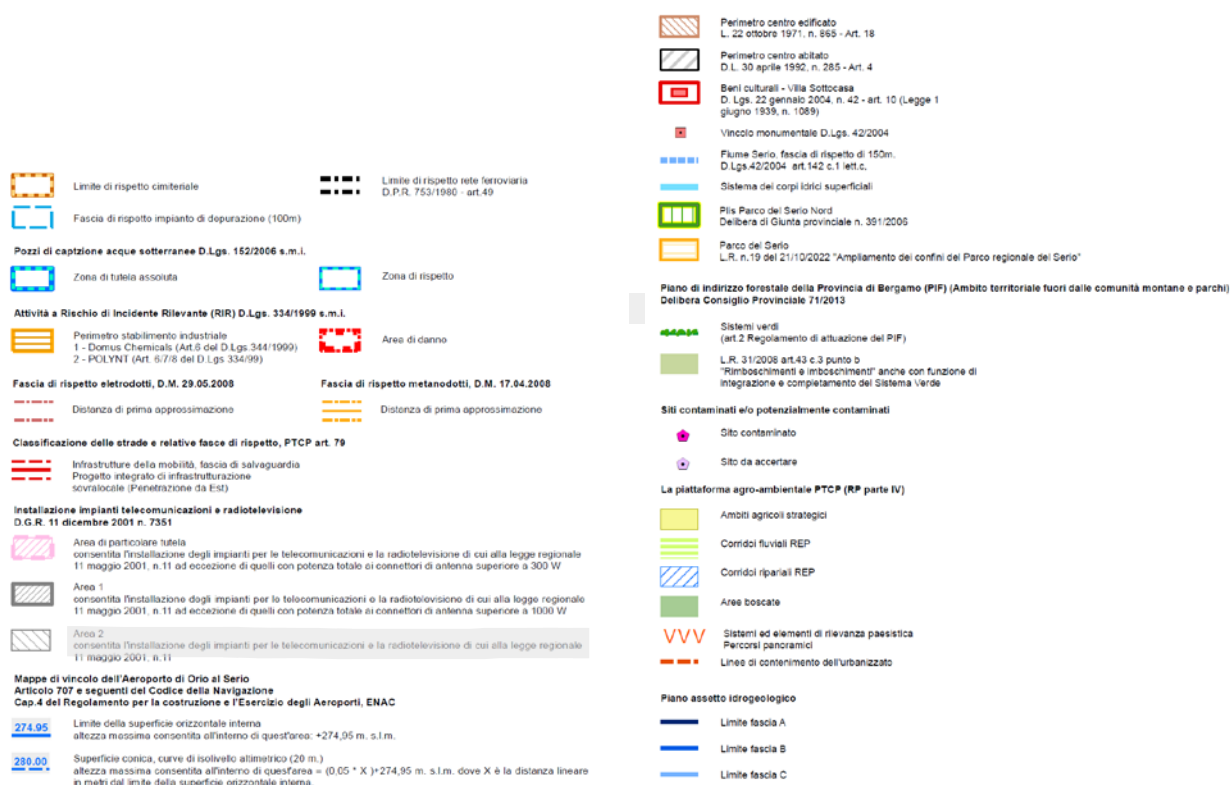 Limite di rispetto cimiteriale
Limite di rispetto rete ferroviaria
D.P.R. 753/1980 - art.49
Fascia di rispetto impianto di depurazione (100m)
Pozzi di captzione acque sotterranee D.Lgs. 152/2006 s.m.i.
Zona di tutela assoluta
Zona di rispetto
Attività a Rischio di Incidente Rilevante (RIR) D.Lgs. 334/1999 s.m.i.
Perimetro stabilimento industriale
1 - Domus Chemicals (Art.6 del D.Lgs.344/1999)
2 - POLYNT (Art. 6/7/8 del D.Lgs 334/99)
Area di danno
Fascia di rispetto eletrodotti, D.M. 29.05.2008
Fascia di rispetto metanodotti, D.M. 17.04.2008
Distanza di prima approssimazione
Distanza di prima approssimazione
Classificazione delle strade e relative fasce di rispetto, PTCP art. 79
Infrastrutture della mobilità, fascia di salvaguardia
Progetto integrato di infrastrutturazione
sovralocale (Penetrazione da Est)
Installazione impianti telecomunicazioni e radiotelevisione
D.G.R. 11 dicembre 2001 n. 7351
Area di particolare tutela
consentita l'installazione degli impianti per le telecomunicazioni e la radiotelevisione di cui alla legge regionale
11 maggio 2001, n.11 ad eccezione di quelli con potenza totale ai connettori di antenna superiore a 300 W
Area 1
consentita l'installazione degli impianti per le telecomunicazioni e la radiotelevisione di cui alla legge regionale
11 maggio 2001, n.11 ad eccezione di quelli con potenza totale ai connettori di antenna superiore a 1000 W
Area 2
consentita l'installazione degli impianti per le telecomunicazioni e la radiotelevisione di cui alla legge regionale
11 maggio 2001, n.11
Mappe di vincolo dell'Aeroporto di Orio al Serio
Articolo 707 e seguenti del Codice della Navigazione
Cap.4 del Regolamento per la costruzione e l'Esercizio degli Aeroporti, ENAC
274.95
Limite della superficie orizzontale interna
altezza massima consentita all'interno di quest'area: +274,95 m. s.l.m.
280.00
Superficie conica, curve di isolivello altimetrico (20 m.)
altezza massima consentita all'interno di quest'area = (0,05 * X )+274,95 m. s.l.m. dove X è la distanza lineare
in metri dal limite della superficie orizzontale interna.
Perimetro centro edificato
L. 22 ottobre 1971, n. 865 - Art. 18
Perimetro centro abitato
D.L. 30 aprile 1992, n. 285 - Art. 4
Beni culturali - Villa Sottocasa
D. Lgs. 22 gennaio 2004, n. 42 - art. 10 (Legge 1
giugno 1939, n. 1089)
Vincolo monumentale D.Lgs. 42/2004
Fiume Serio, fascia di rispetto di 150m.
D.Lgs.42/2004 art.142 c.1 lett.c.
Sistema dei corpi idrici superficiali
Plis Parco del Serio Nord
Delibera di Giunta provinciale n. 391/2006
Parco del Serio
L.R. n.19 del 21/10/2022 "Ampliamento dei confini del Parco regionale del Serio"
Piano di indirizzo forestale della Provincia di Bergamo (PIF) (Ambito territoriale fuori dalle comunità montane e parchi)
Delibera Consiglio Provinciale 71/2013
Sistemi verdi
(art.2 Regolamento di attuazione del PIF)
L.R. 31/2008 art.43 c.3 punto b
"Rimboschimenti e imboschimenti" anche con funzione di
integrazione e completamento del Sistema Verde
Siti contaminati e/o potenzialmente contaminati
Sito contaminato
Sito da accertare
La piattaforma agro-ambientale PTCP (RP parte IV)
Ambiti agricoli strategici
Corridoi fluviali REP
Corridoi ripariali REP
Aree boscate
Sistemi ed elementi di rilevanza paesistica
Percorsi panoramici
Linee di contenimento dell'urbanizzato
Piano assetto idrogeologico
Limite fascia A
Limite fascia B
Limite fascia C